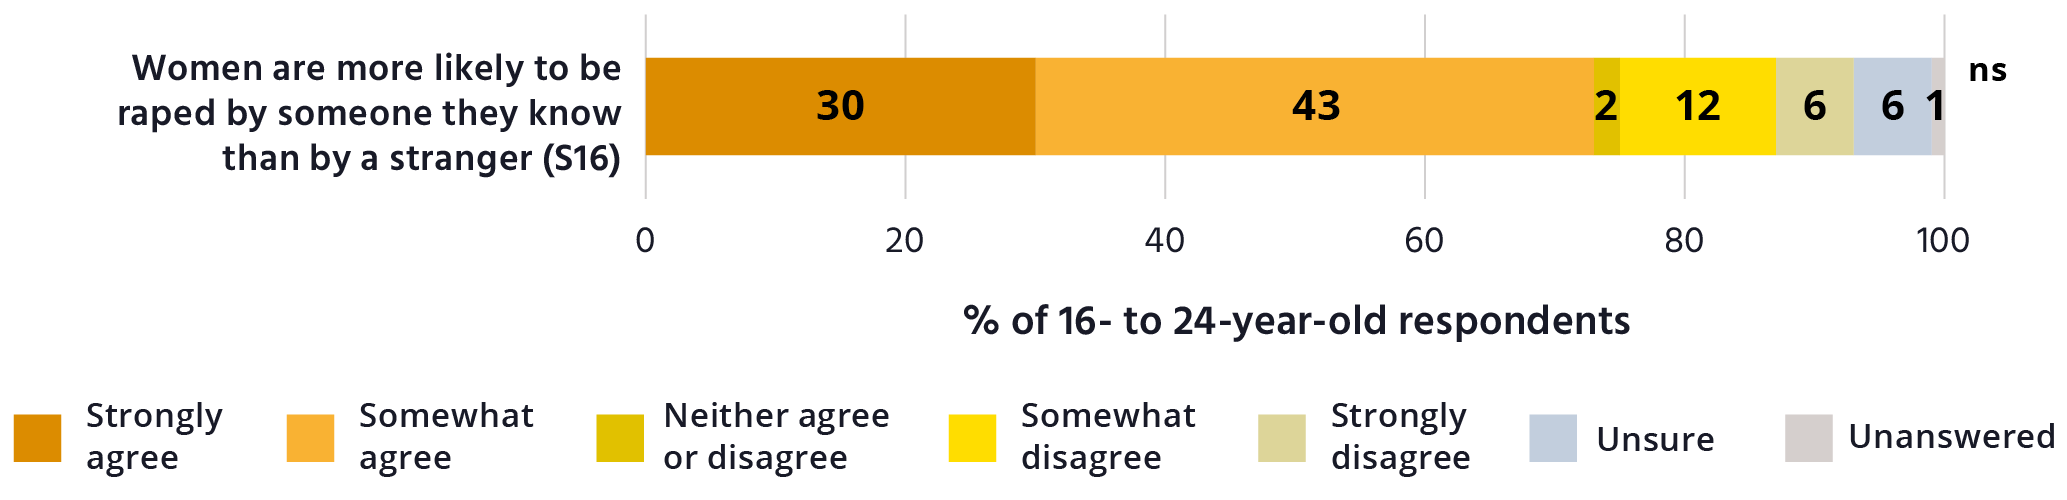 Women are more likely to be
raped by someone they know
than by a stranger (S16)
30 43 2 12 6 6 1 ns
0 20 40 60 80 100
% of 16- to 24-year-old respondents
Strongly
agree
Somewhat
agree
Neither agree
or disagree
Somewhat
disagree
Strongly
disagree
Unsure
Unanswered